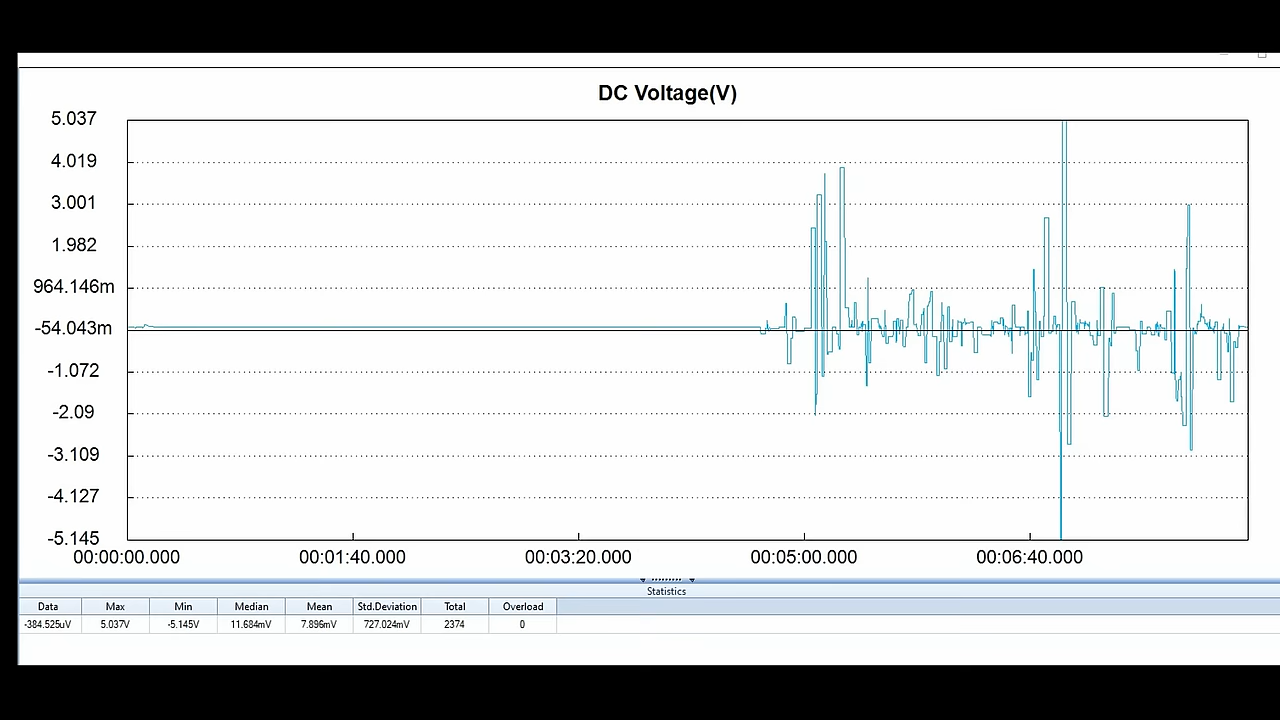 DC Voltage(V)
5.037
4.019
3.001
1.982
964.146m
-54.043m
-1.072
-2.09
-3.109
-4.127
-5.145
00:00:00.000 00:01:40.000 00:03:20.000 00:05:00.000 00:06:40.000
Statistics
Data Max Min Median Mean Std.Deviation Total Overload
-384.525uV 5.037V -5.145V 11.684mV 7.896mV 727.024mV 2374 0